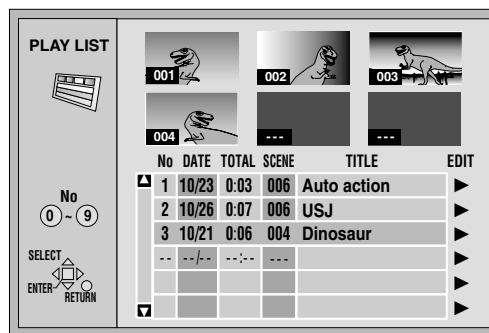 PLAY LIST
001
002
003
004
---
---
No DATE TOTAL SCENE TITLE EDIT
1 10/23 0:03 006 Auto action
2 10/26 0:07 006 USJ
3 10/21 0:06 004 Dinosaur
-- --/-- --:-- ---
No
0 ~ 9
SELECT
ENTER
RETURN